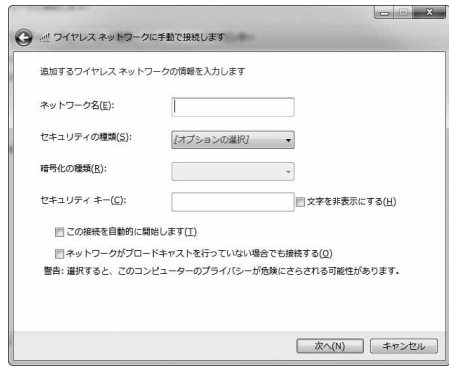 ワイヤレス ネットワークに手動で接続します
追加するワイヤレス ネットワークの情報を入力します
ネットワーク名(E):
セキュリティの種類(S): [オプションの選択]
暗号化の種類(R):
セキュリティ キー(C): 文字を非表示にする(H)
この接続を自動的に開始します(T)
ネットワークがブロードキャストを行っていない場合でも接続する(O)
警告: 選択すると、このコンピューターのプライバシーが危険にさらされる可能性があります。
次へ(N) キャンセル